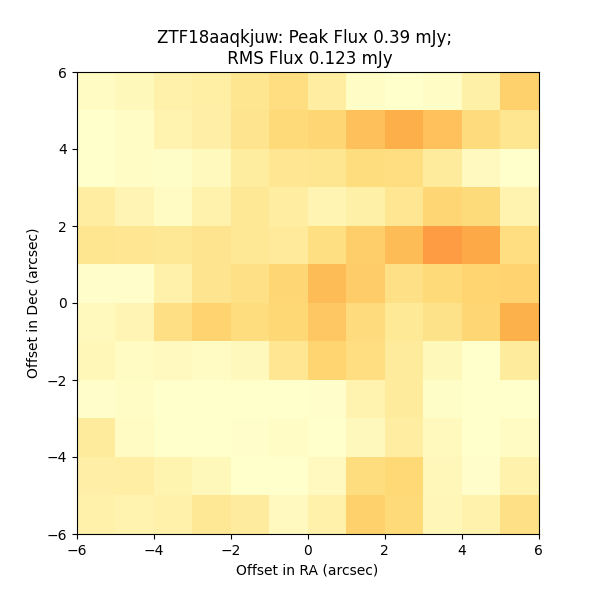 ZTF18aaqkjuw: Peak Flux 0.39 mJy;
RMS Flux 0.123 mJy
6
4
2
0
−2
−4
−6
Offset in Dec (arcsec)
−6 −4 −2 0 2 4 6
Offset in RA (arcsec)